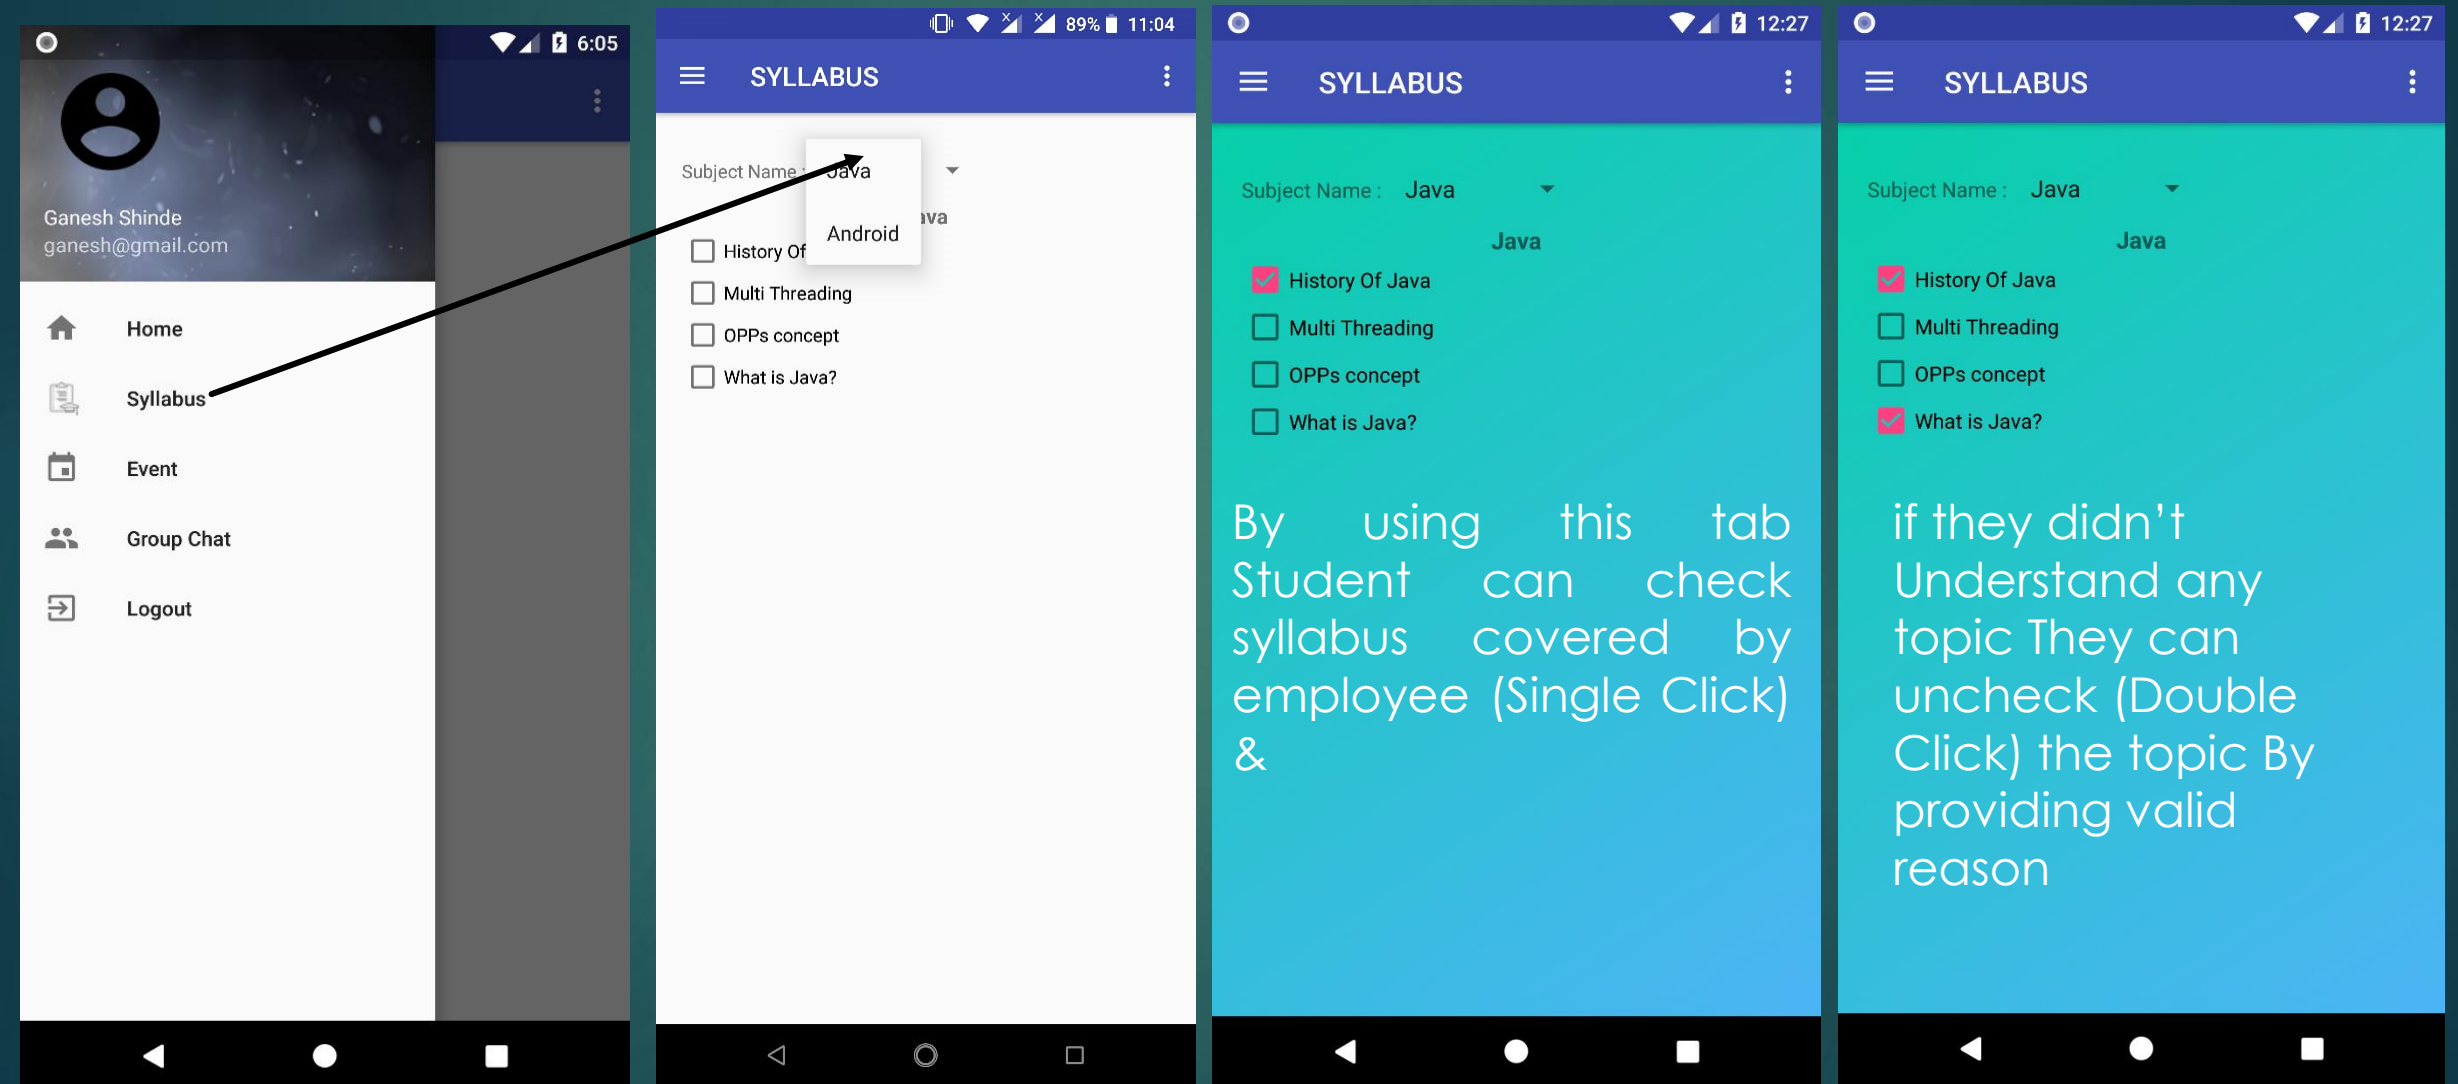 6:05
Ganesh Shinde
ganesh@gmail.com
Home
Syllabus
Event
Group Chat
Logout
89% 11:04
SYLLABUS
Subject Name :
Java
Android
ava
History Of
Multi Threading
OPPs concept
What is Java?
12:27
SYLLABUS
Subject Name : Java
Java
History Of Java
Multi Threading
OPPs concept
What is Java?
By using this tab
Student can check
syllabus covered by
employee (Single Click)
&
12:27
SYLLABUS
Subject Name : Java
Java
History Of Java
Multi Threading
OPPs concept
What is Java?
if they didn’t
Understand any
topic They can
uncheck (Double
Click) the topic By
providing valid
reason